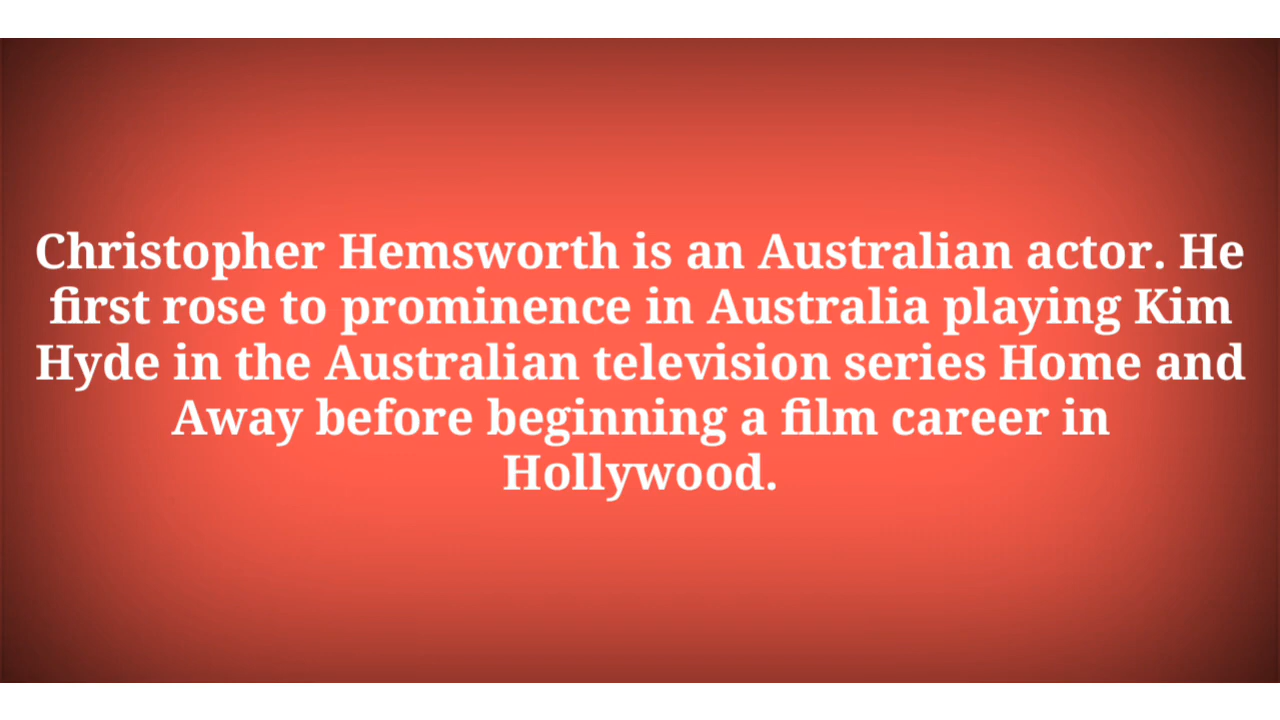 Christopher Hemsworth is an Australian actor. He
first rose to prominence in Australia playing Kim
Hyde in the Australian television series Home and
Away before beginning a film career in
Hollywood.